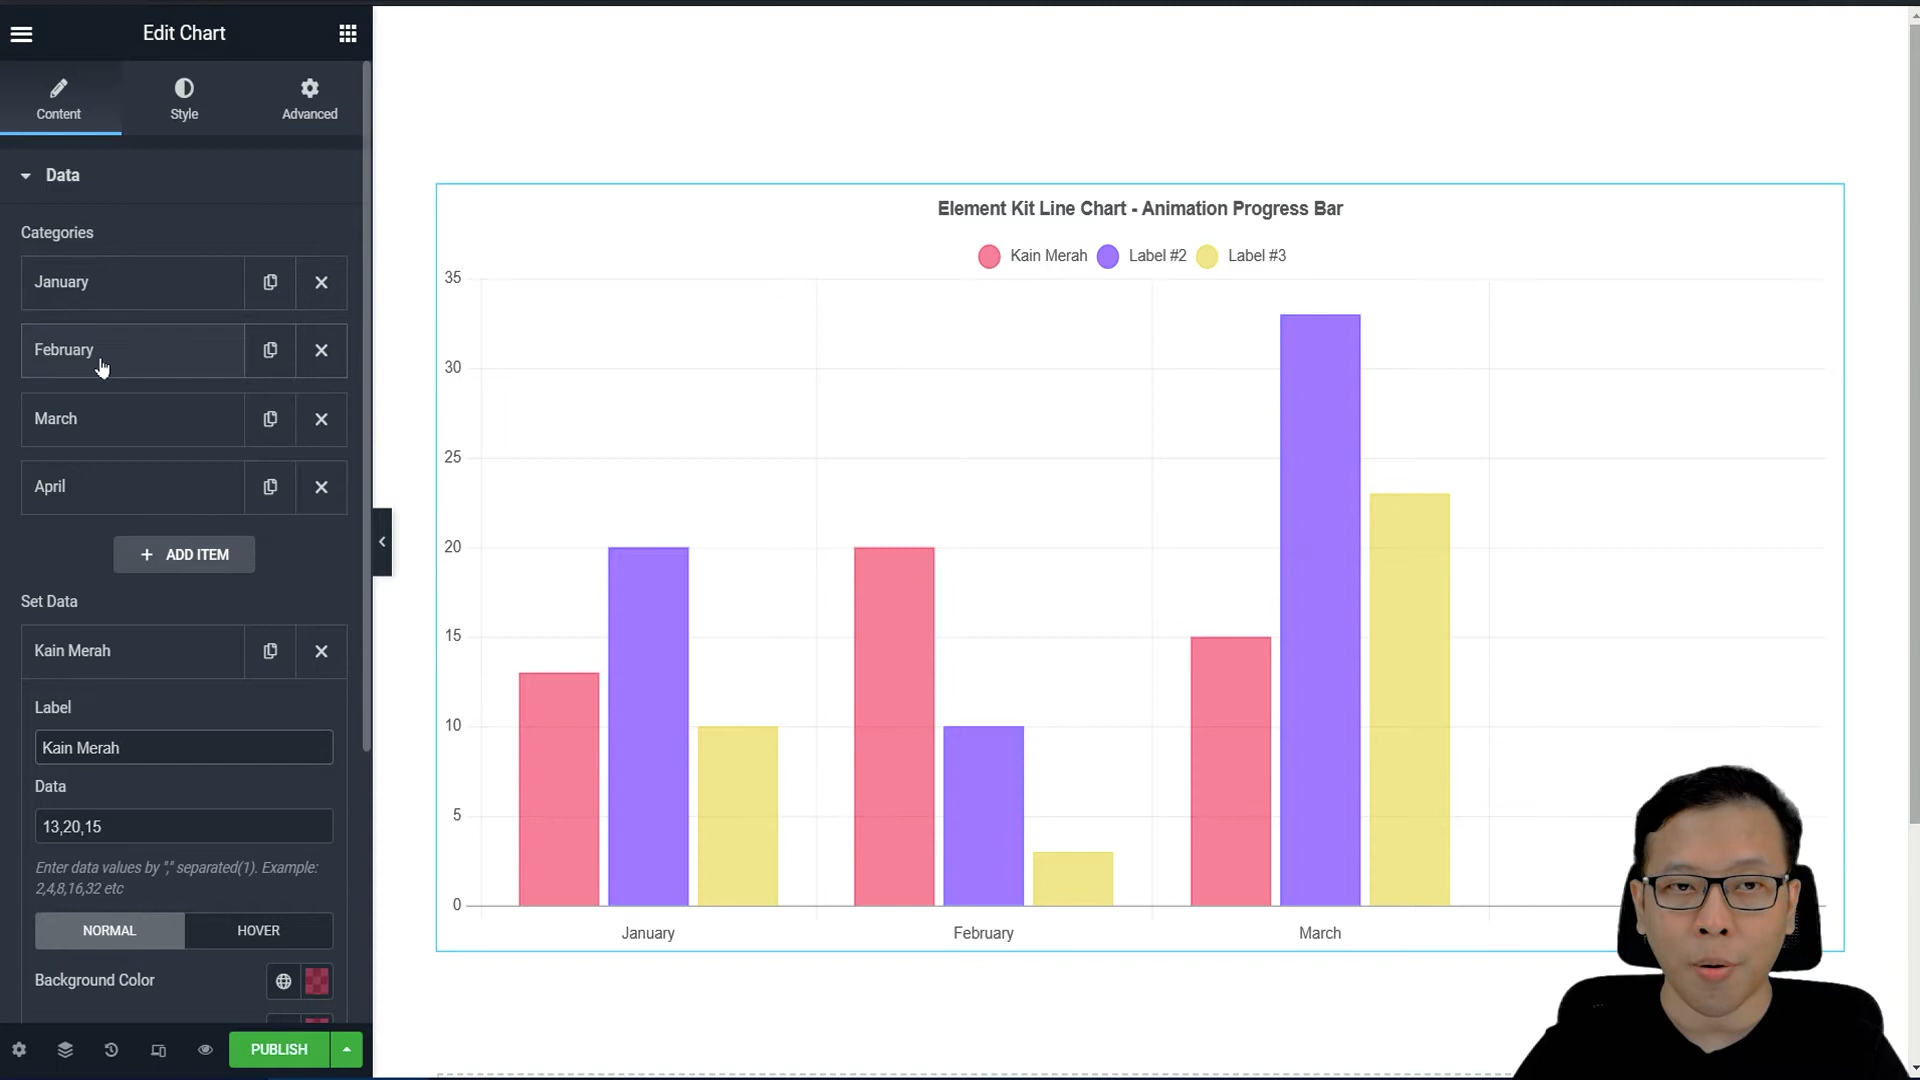 Edit Chart
Content
Style
Advanced
Data
Categories
January
February
March
April
+ ADD ITEM
Set Data
Kain Merah
Label
Kain Merah
Data
13,20,15
Enter data values by "," separated(1). Example:
2,4,8,16,32 etc
NORMAL
HOVER
Background Color
PUBLISH
Element Kit Line Chart - Animation Progress Bar
Kain Merah
Label #2
Label #3
35
30
25
20
15
10
5
0
January
February
March